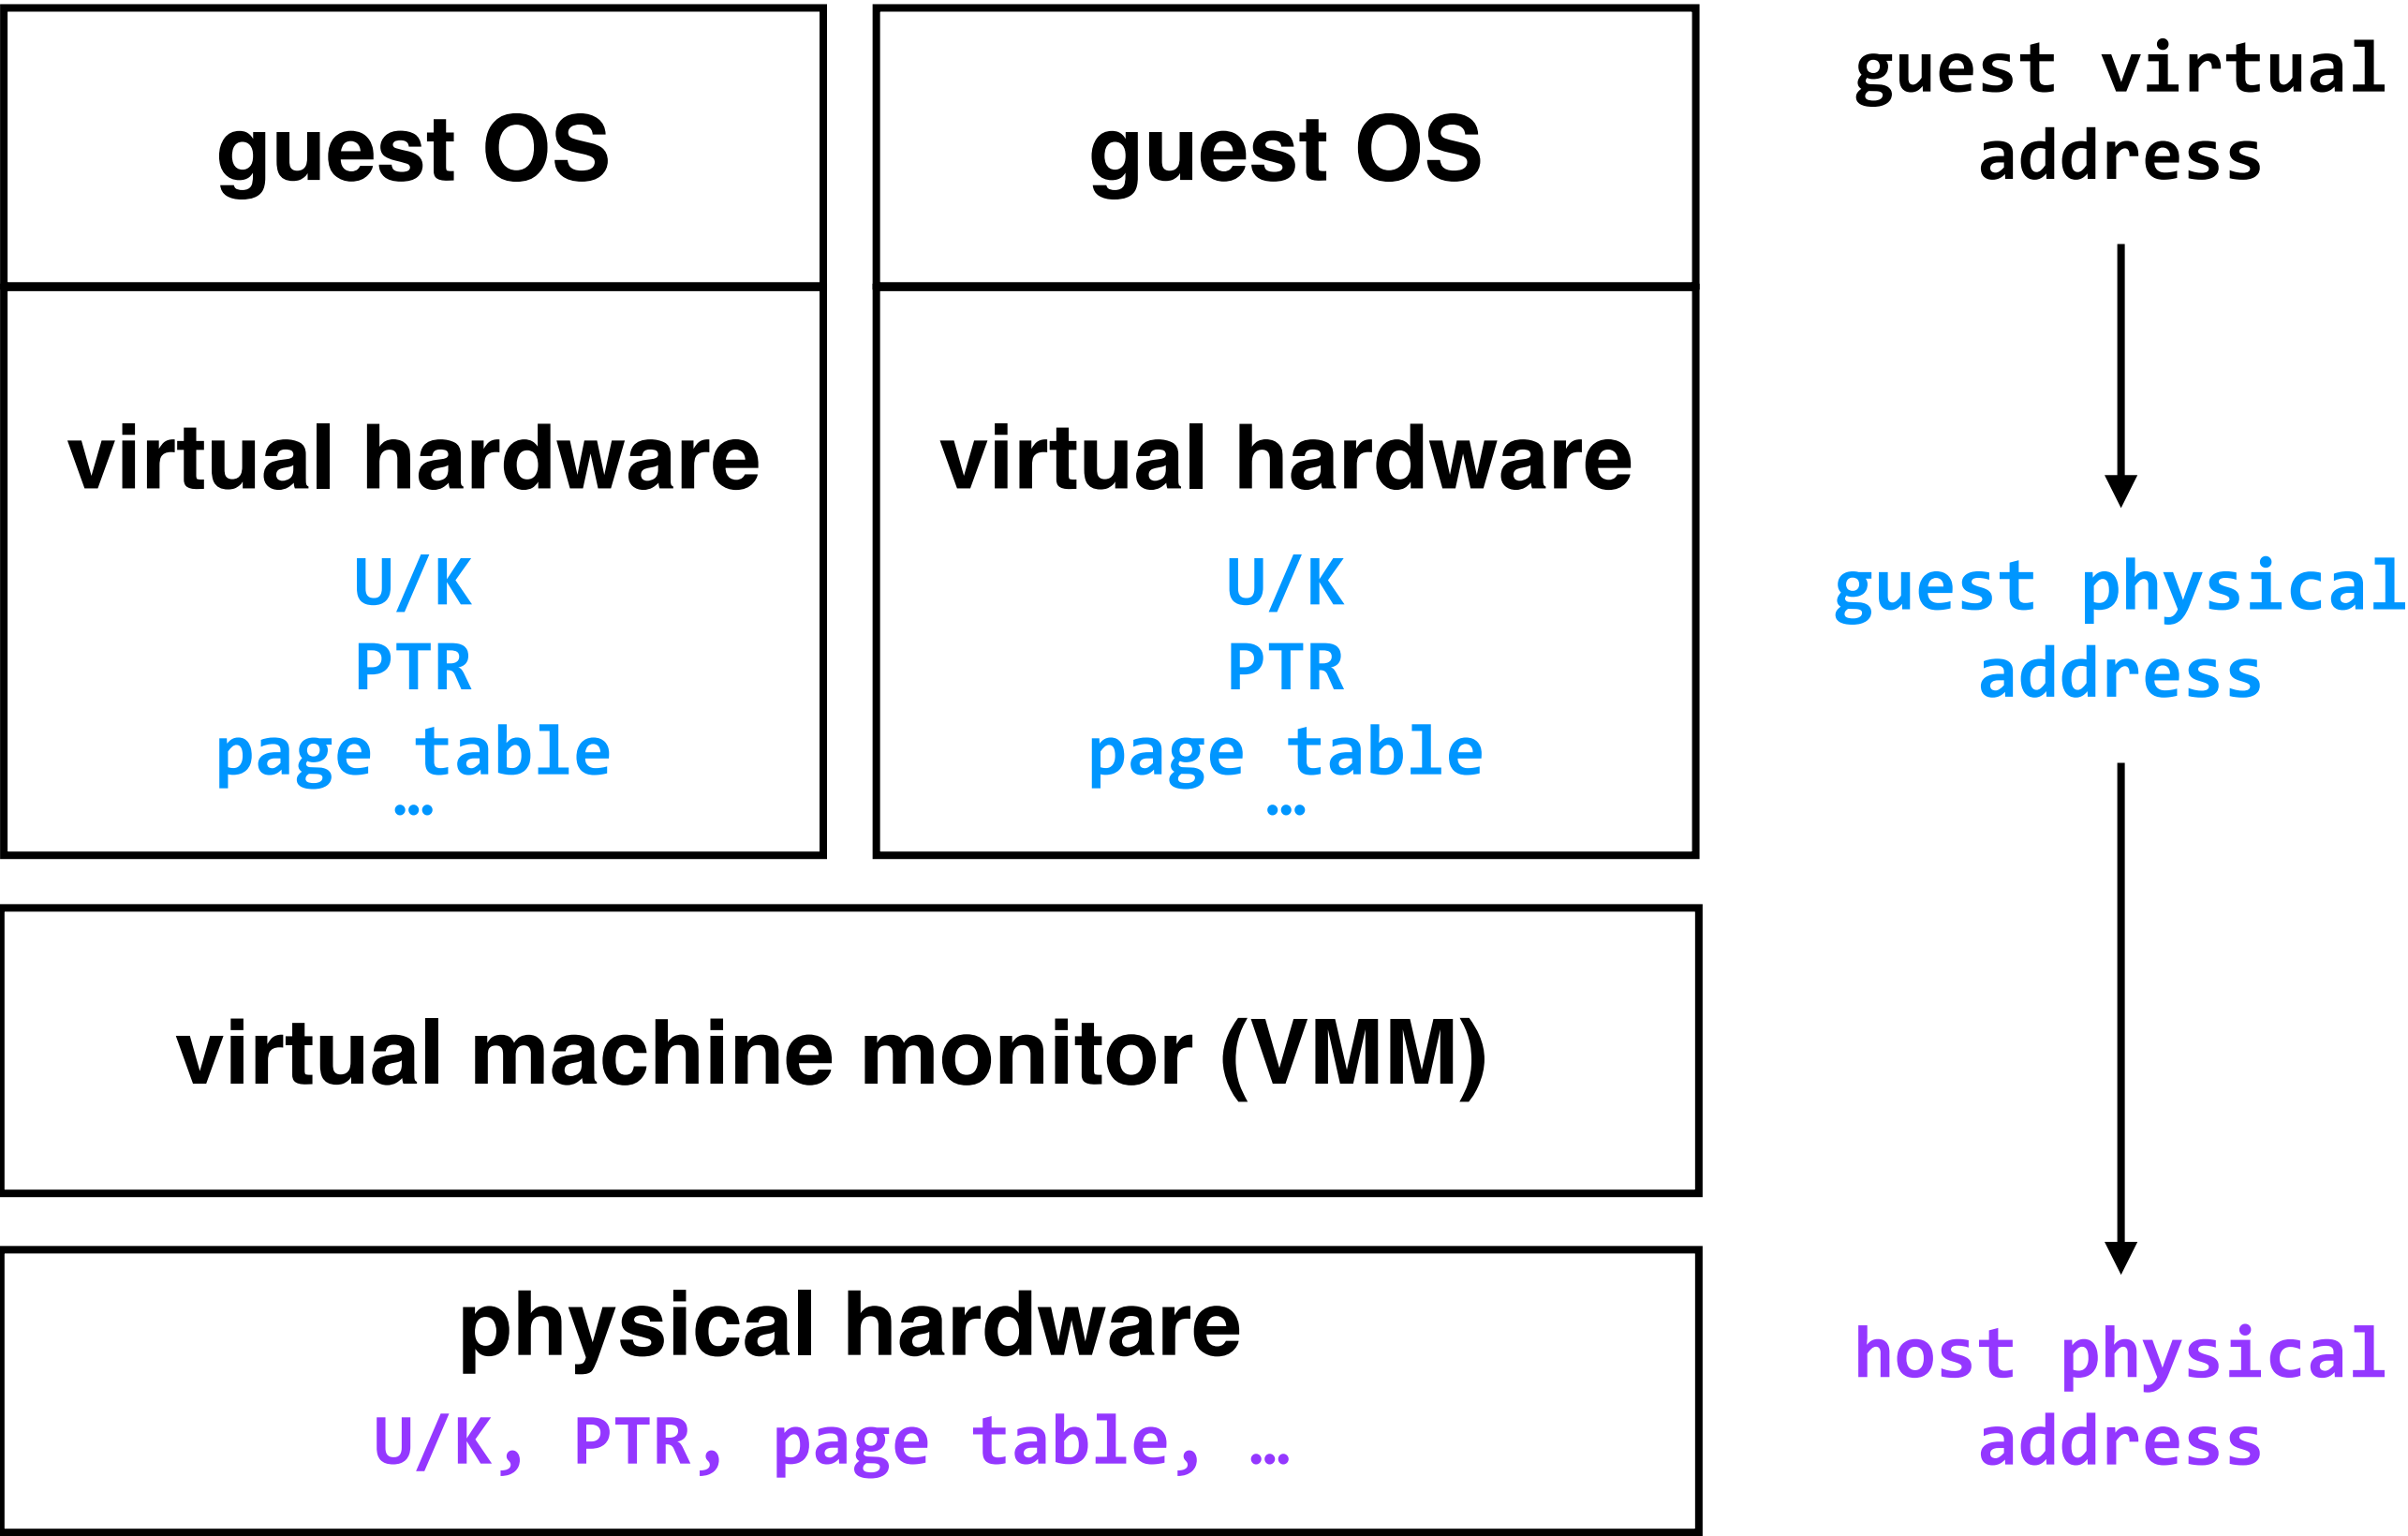 guest OS
virtual hardware
U/K
PTR
page table
…
guest OS
virtual hardware
U/K
PTR
page table
…
virtual machine monitor (VMM)
physical hardware
U/K, PTR, page table, …
guest virtual
address
guest physical
address
host physical
address